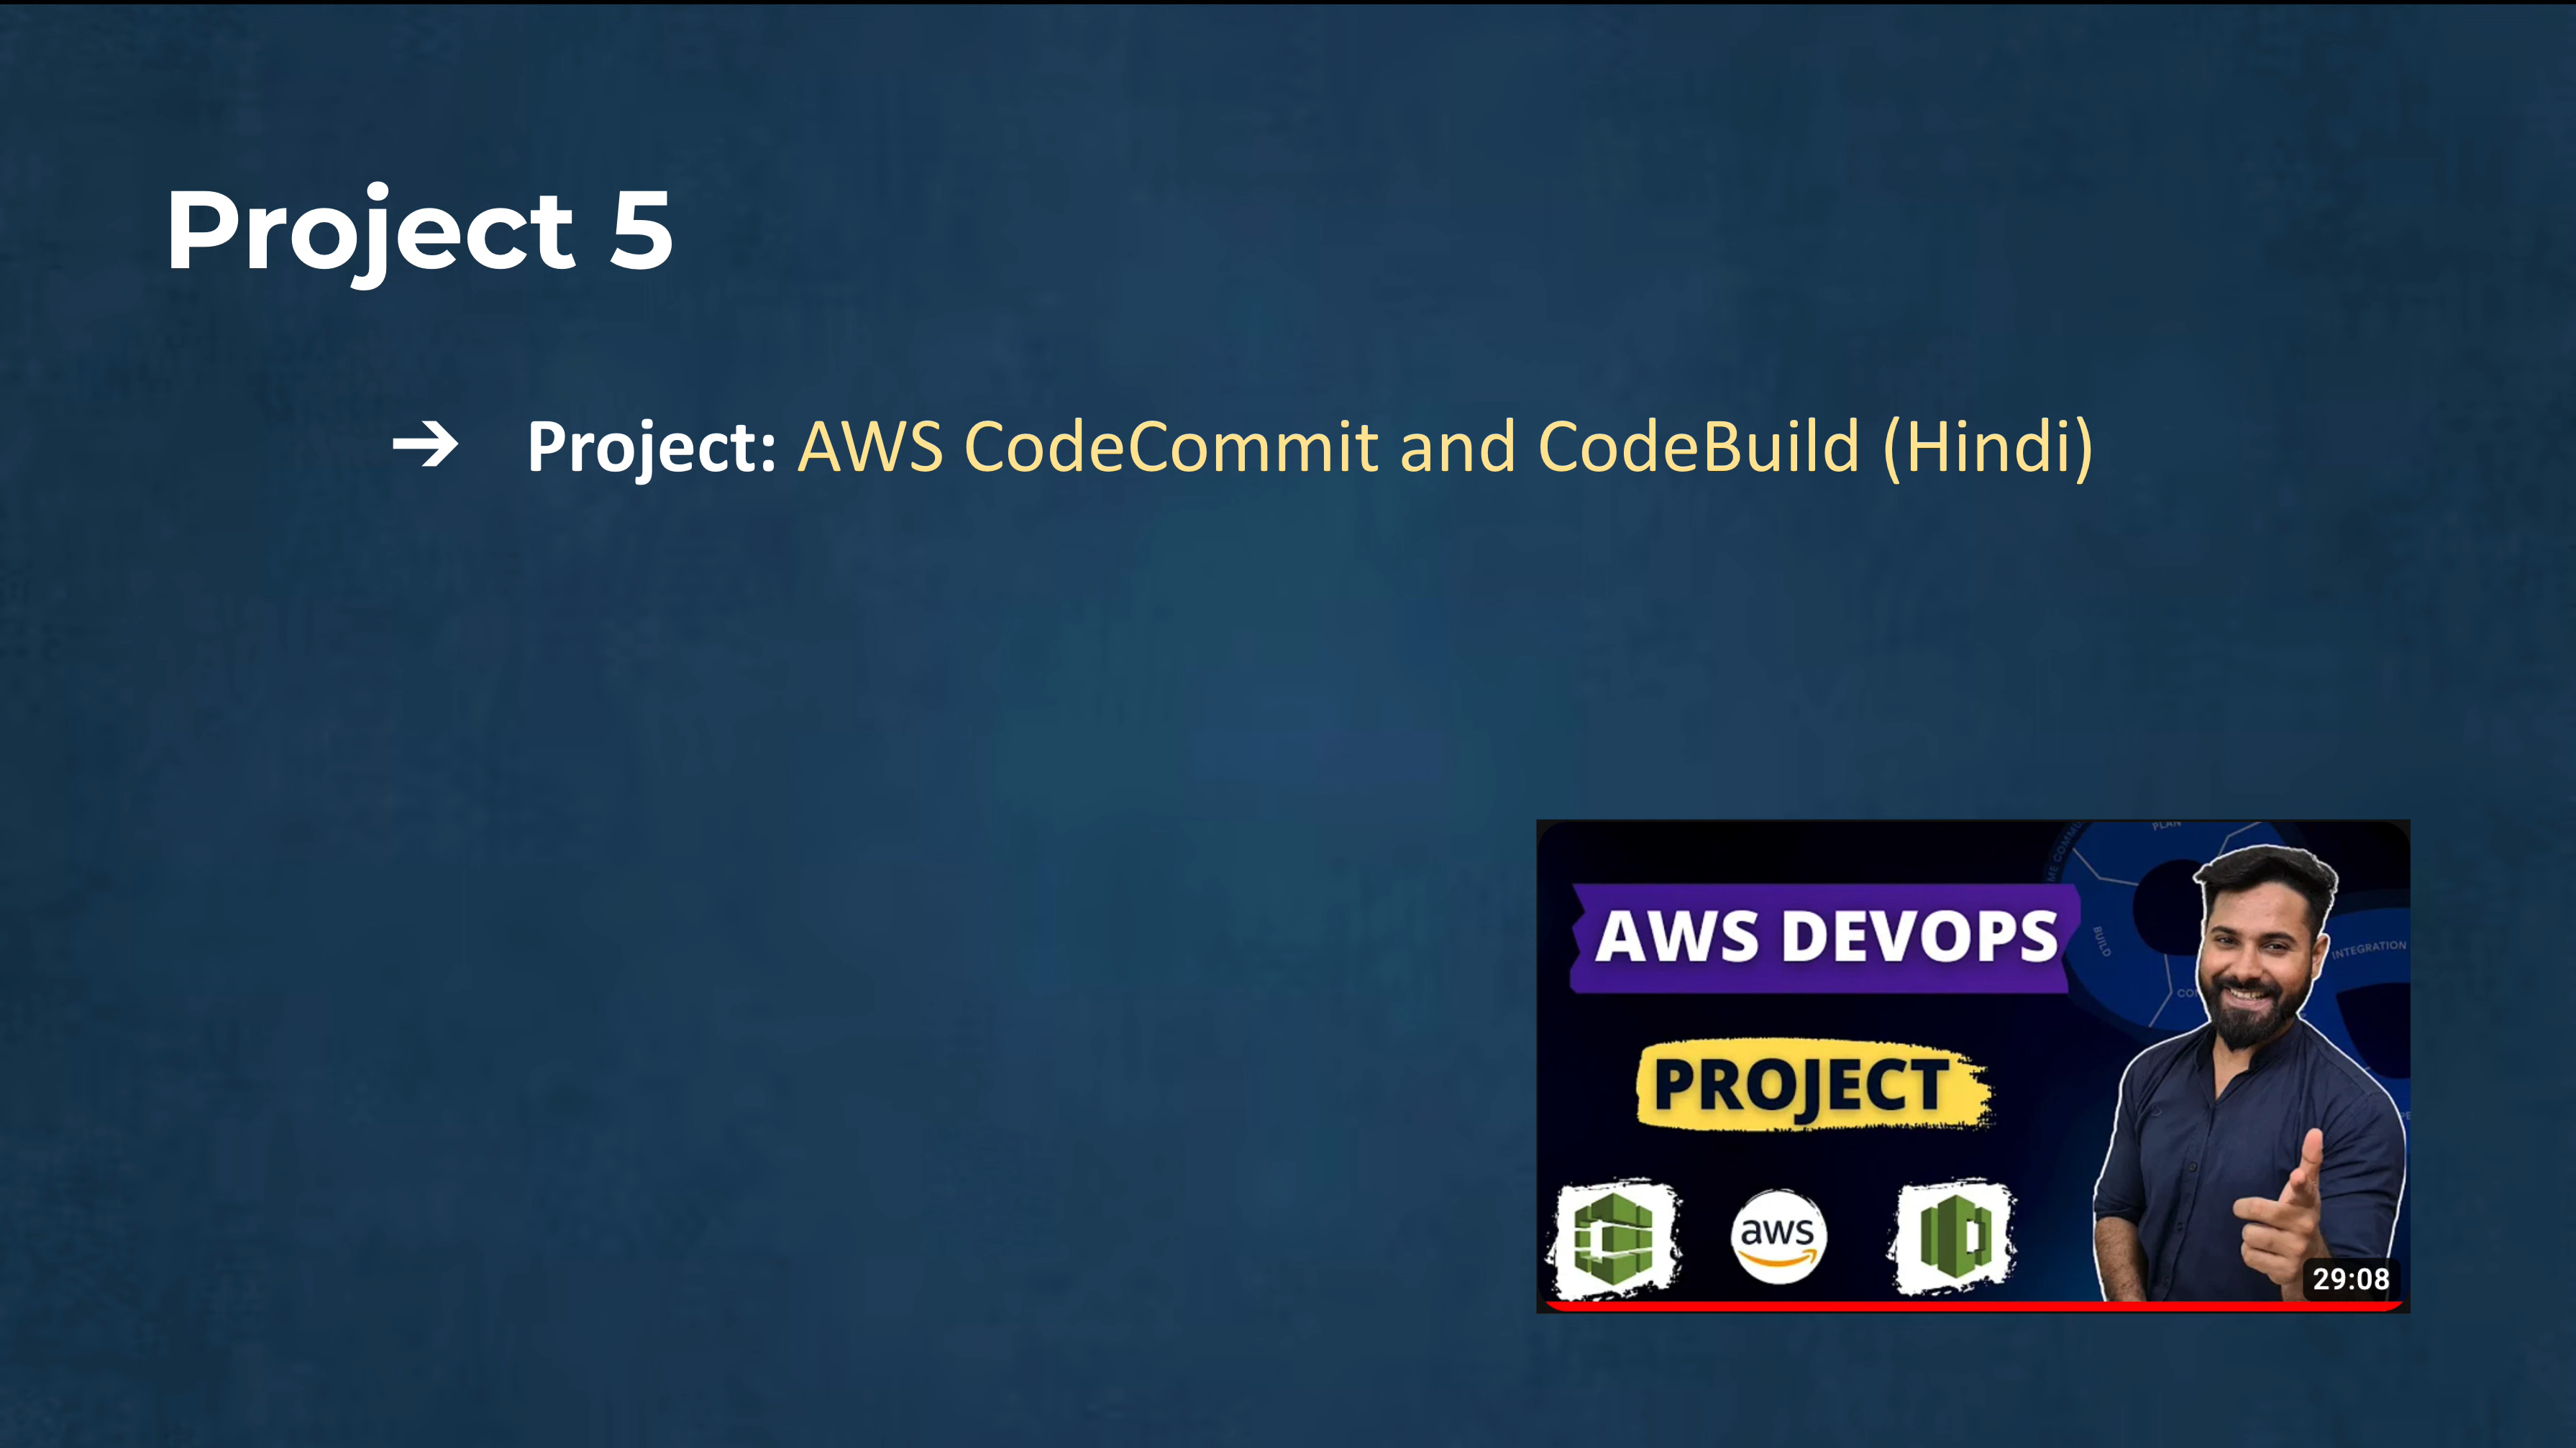 Project 5
➔ Project: AWS CodeCommit and CodeBuild (Hindi)
PLAN
AWS DEVOPS
BUILD
INTEGRATION
PROJECT
aws
29:08